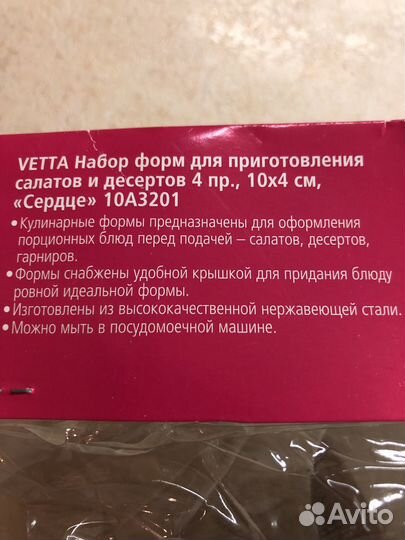 VETTA Набор форм для приготовления
салатов и десертов 4 пр., 10х4 см,
«Сердце» 10A3201
• Кулинарные формы предназначены для оформления
порционных блюд перед подачей – салатов, десертов,
гарниров.
• Формы снабжены удобной крышкой для придания блюду
ровной идеальной формы.
• Изготовлены из высококачественной нержавеющей стали.
• Можно мыть в посудомоечной машине.
Avito